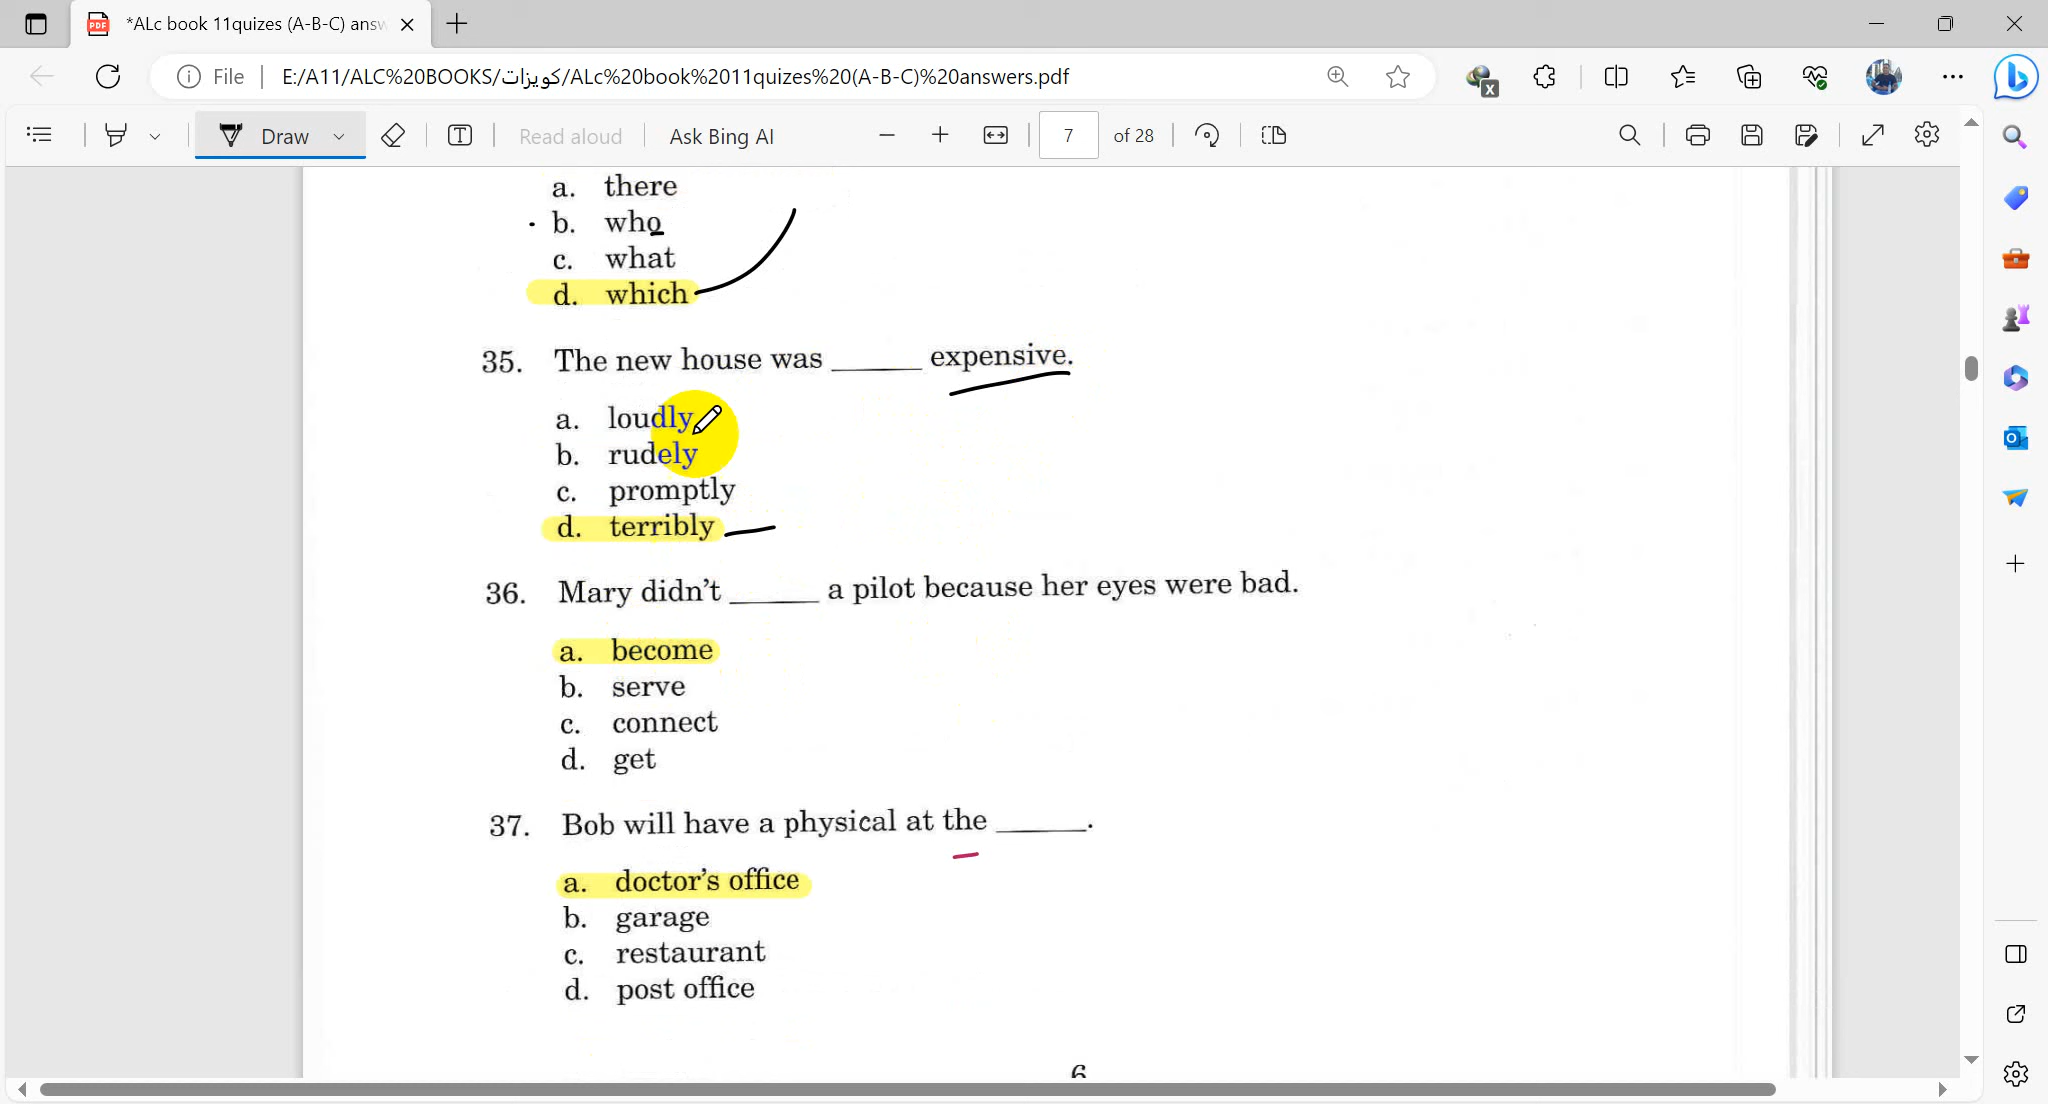 *ALc book 11quizes (A-B-C) answ
File
E:/A11/ALC%20BOOKS/كويزات/ALc%20book%2011quizes%20(A-B-C)%20answers.pdf
Draw
Read aloud
Ask Bing AI
7
of 28
a. there
b. who
c. what
d. which
35. The new house was ______ expensive.
a. loudly
b. rudely
c. promptly
d. terribly
36. Mary didn't ______ a pilot because her eyes were bad.
a. become
b. serve
c. connect
d. get
37. Bob will have a physical at the ______.
a. doctor's office
b. garage
c. restaurant
d. post office
6